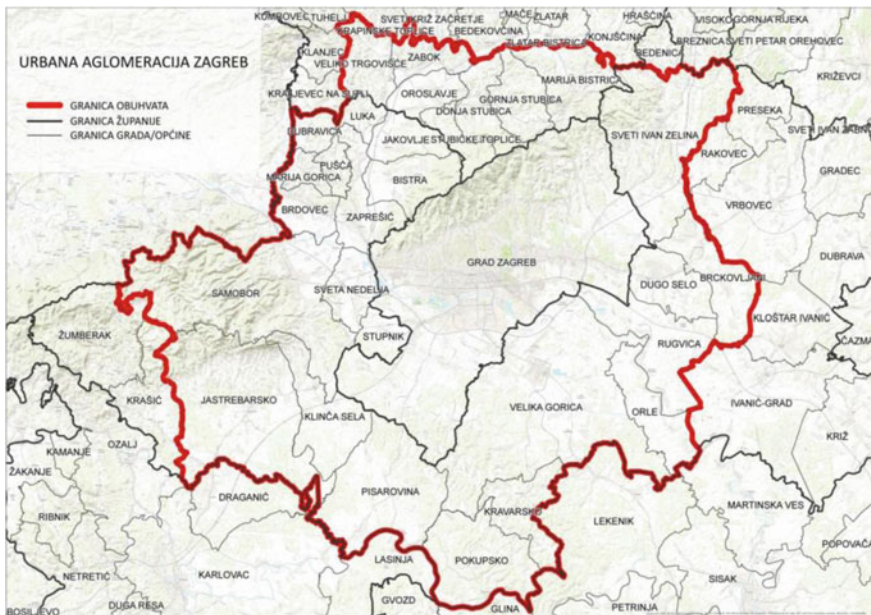 KUMROVEC
TUHELJ
SVETI KRIŽ ZAČRETJE
MAČE
ZLATAR
HRAŠĆINA
VISOKO
GORNJA RIJEKA
KRAPINSKE TOPLICE
BEDEKOVČINA
ZLATAR BISTRICA
KONJŠČINA
BREZNICA
SVETI PETAR OREHOVEC
KLANJEC
ZABOK
BEDENICA
URBANA AGLOMERACIJA ZAGREB
VELIKO TRGOVIŠĆE
MARIJA BISTRICA
KRIŽEVCI
KRALJEVEC NA SUTLI
OROSLAVJE
GORNJA STUBICA
GRANICA OBUHVATA
GRANICA ŽUPANIJE
GRANICA GRADA/OPĆINE
LUKA
DONJA STUBICA
PRESEKA
DUBRAVICA
JAKOVLJE
STUBIČKE TOPLICE
SVETI IVAN ZELINA
SVETI IVAN ŽABNO
PUŠĆA
RAKOVEC
MARIJA GORICA
BISTRA
GRADEC
BRDOVEC
ZAPREŠIĆ
VRBOVEC
DUBRAVA
GRAD ZAGREB
BRCKOVLJANI
SAMOBOR
SVETA NEDELJA
DUGO SELO
KLOŠTAR IVANIĆ
ŽUMBERAK
STUPNIK
RUGVICA
ČAZMA
KRAŠIĆ
JASTREBARSKO
VELIKA GORICA
ORLE
IVANIĆ-GRAD
KLINČA SELA
OZALJ
KRIŽ
KAMANJE
ŽAKANJE
PISAROVINA
DRAGANIĆ
MARTINSKA VES
RIBNIK
KRAVARSKO
LEKENIK
POPOVAČA
LASINJA
POKUPSKO
NETRETIĆ
KARLOVAC
SISAK
BOSILJEVO
DUGA RESA
GVOZD
GLINA
PETRINJA